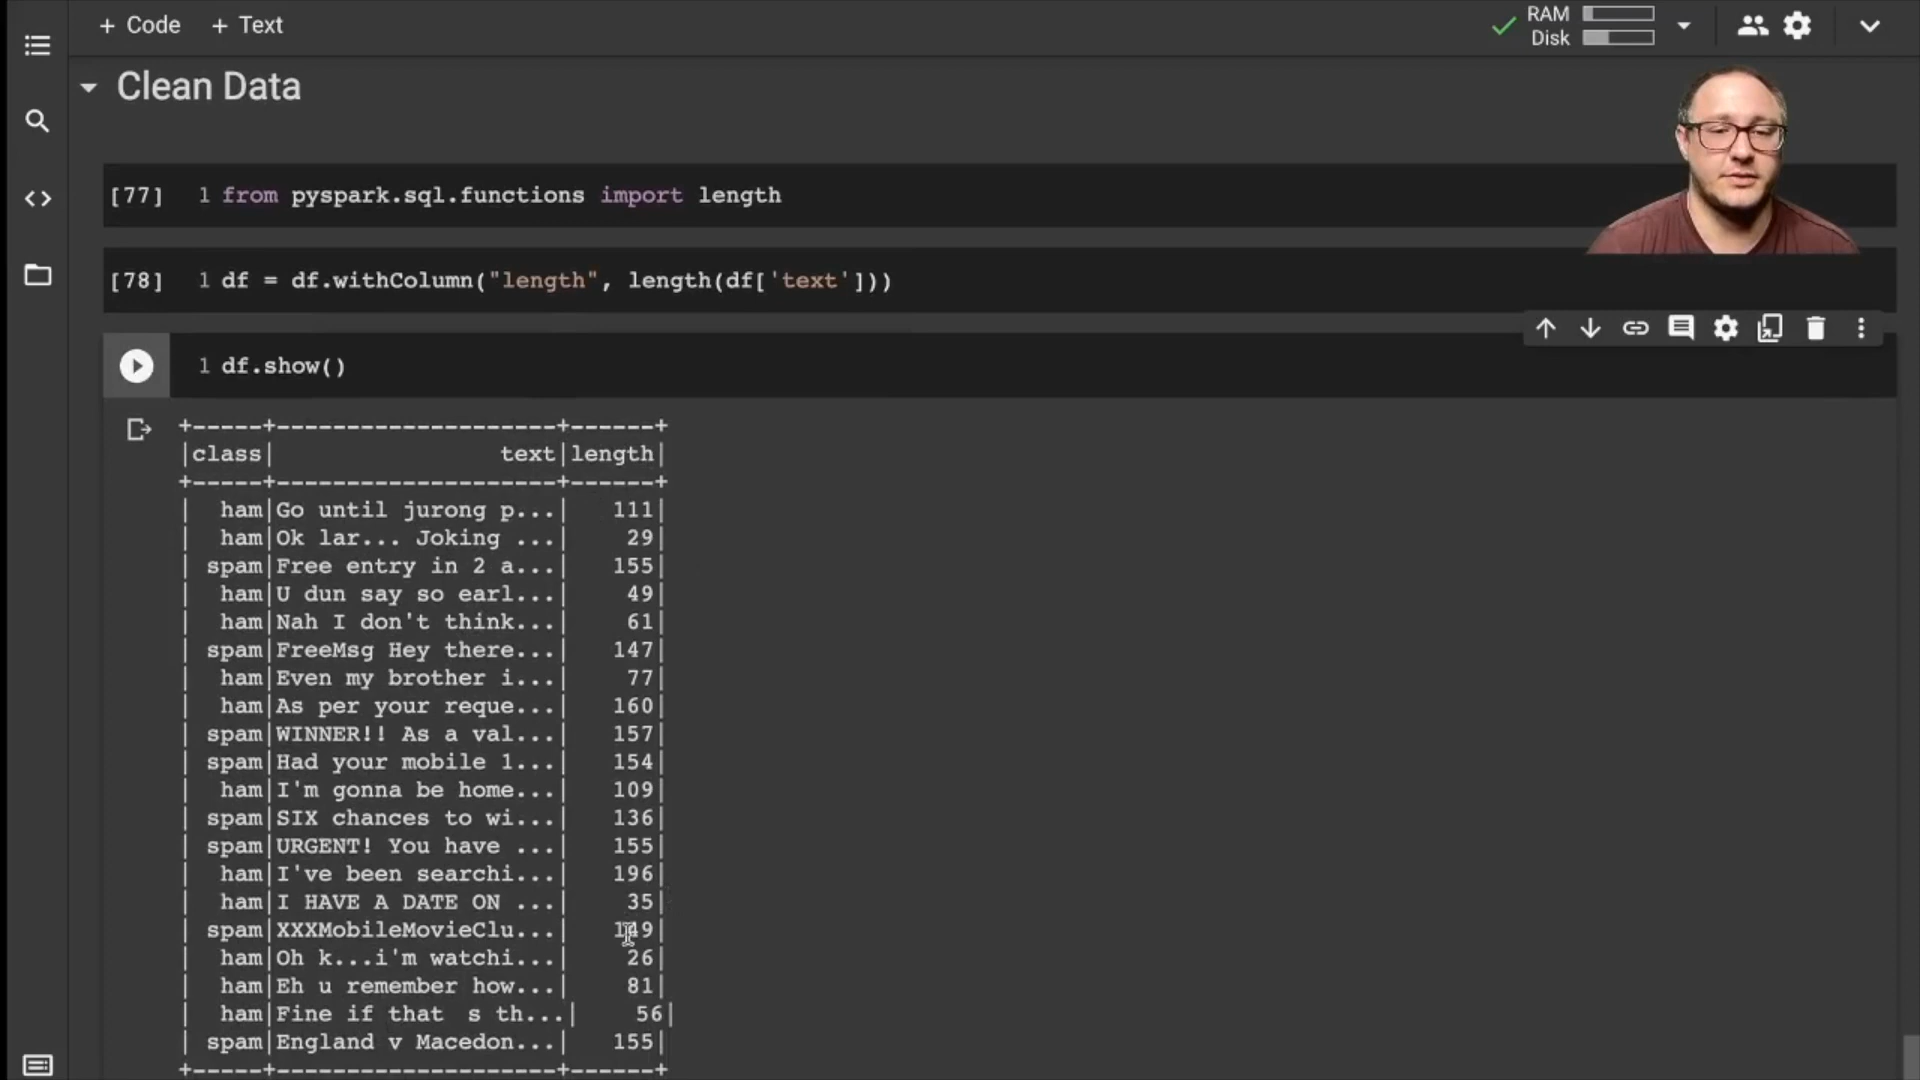 + Code + Text
RAM
Disk
Clean Data
[77] 1 from pyspark.sql.functions import length
[78] 1 df = df.withColumn("length", length(df['text']))
1 df.show()
+-----+--------------------+------+
|class|                text|length|
+-----+--------------------+------+
|  ham|Go until jurong p...|   111|
|  ham|Ok lar... Joking ...|    29|
| spam|Free entry in 2 a...|   155|
|  ham|U dun say so earl...|    49|
|  ham|Nah I don't think...|    61|
| spam|FreeMsg Hey there...|   147|
|  ham|Even my brother i...|    77|
|  ham|As per your reque...|   160|
| spam|WINNER!! As a val...|   157|
| spam|Had your mobile 1...|   154|
|  ham|I'm gonna be home...|   109|
| spam|SIX chances to wi...|   136|
| spam|URGENT! You have ...|   155|
|  ham|I've been searchi...|   196|
|  ham|I HAVE A DATE ON ...|    35|
| spam|XXXMobileMovieClu...|   149|
|  ham|Oh k...i'm watchi...|    26|
|  ham|Eh u remember how...|    81|
|  ham|Fine if that  s th...|    56|
| spam|England v Macedon...|   155|
+-----+--------------------+------+